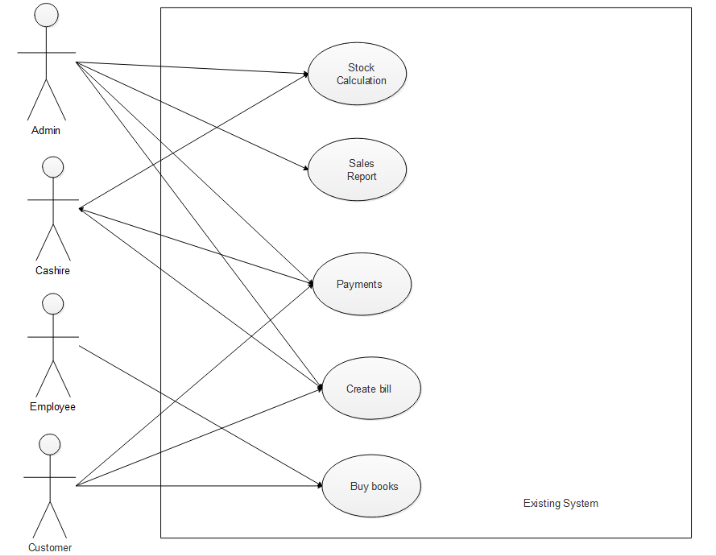 Stock
Calculation
Admin
Sales
Report
Cashire
Payments
Create bill
Employee
Buy books
Existing System
Customer